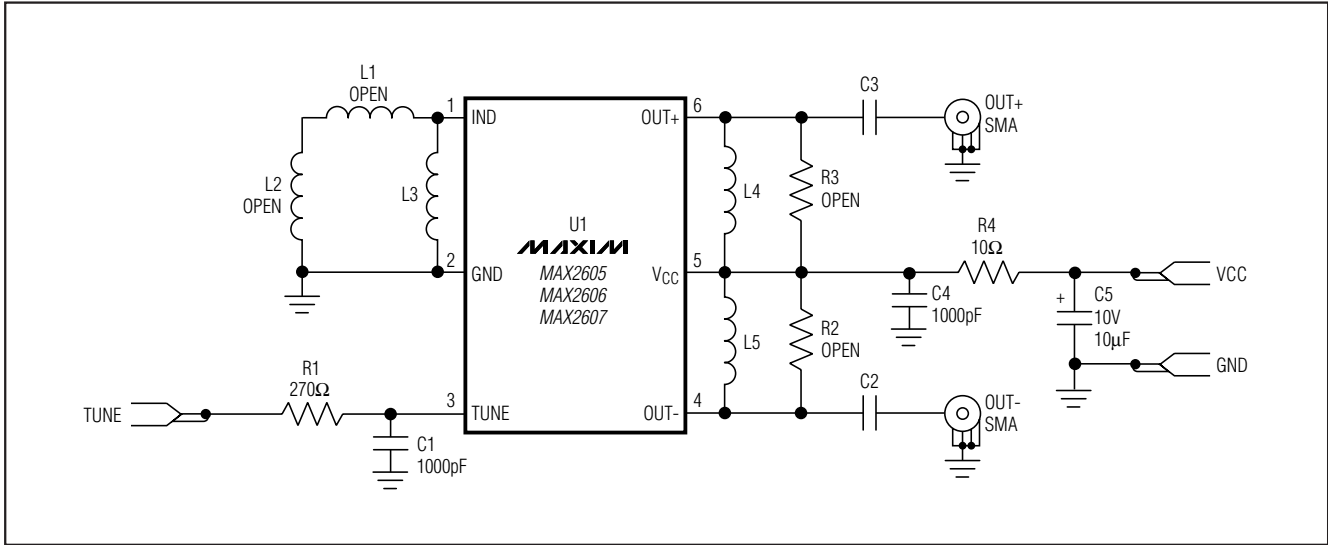 L1
OPEN
L2
OPEN
L3
1
IND
2
GND
TUNE
R1
270Ω
C1
1000pF
3
TUNE
U1
MAXIM
MAX2605
MAX2606
MAX2607
6
OUT+
5
VCC
4
OUT-
L4
L5
R3
OPEN
R2
OPEN
C3
OUT+
SMA
C2
OUT-
SMA
C4
1000pF
R4
10Ω
+
C5
10V
10µF
VCC
GND